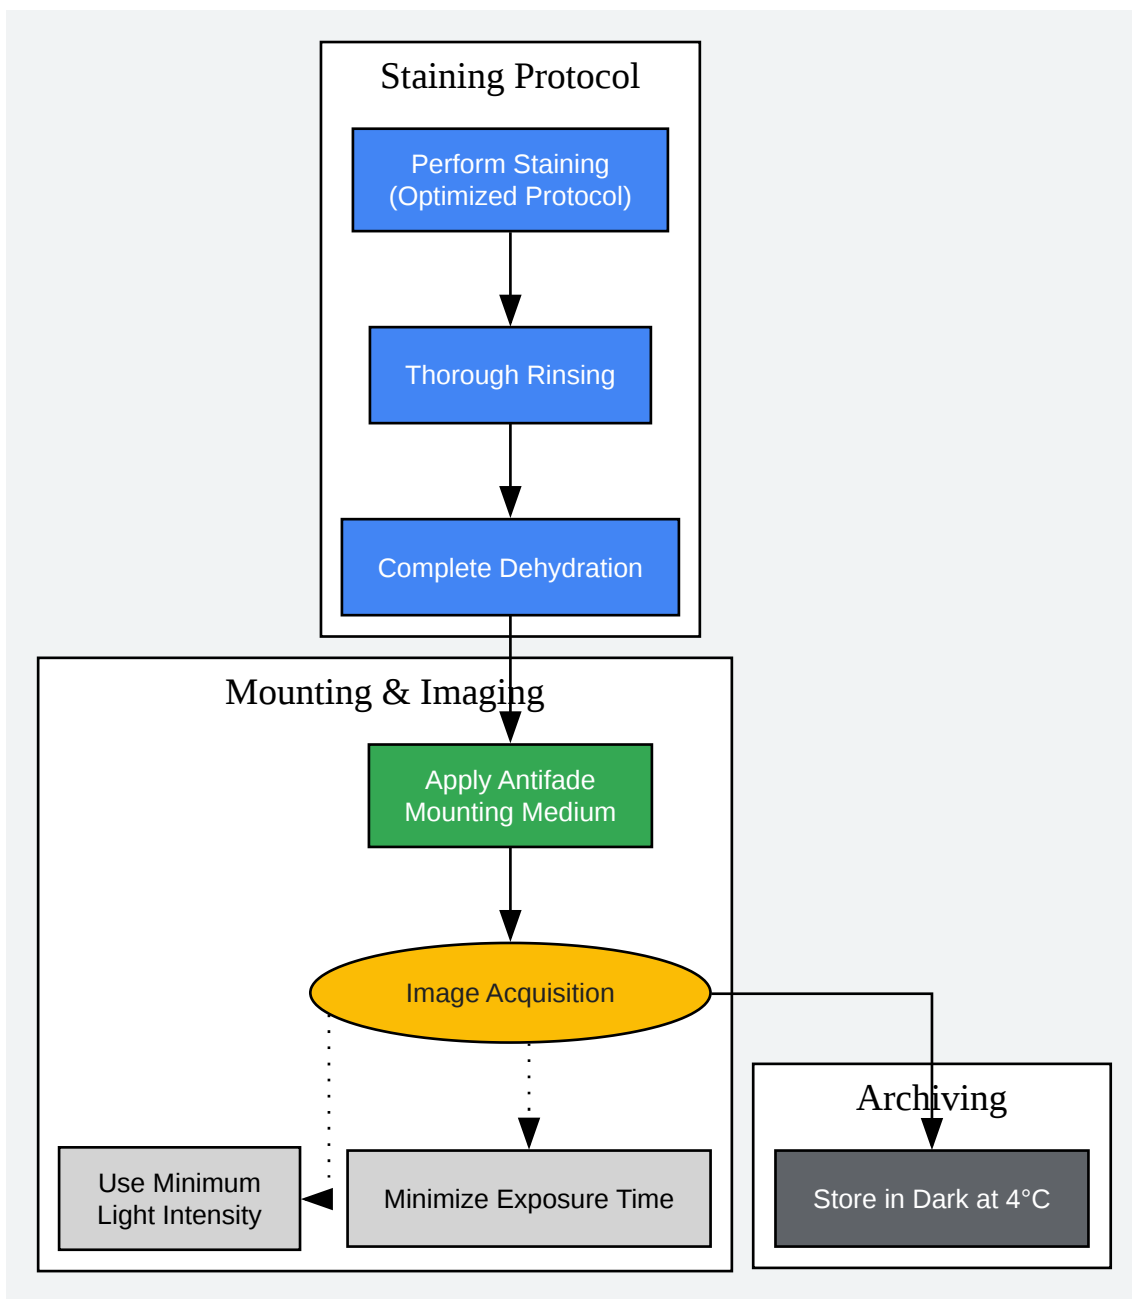 Staining Protocol
Perform Staining
(Optimized Protocol)
Thorough Rinsing
Complete Dehydration
Mounting & Imaging
Apply Antifade
Mounting Medium
Image Acquisition
Use Minimum
Light Intensity
Minimize Exposure Time
Archiving
Store in Dark at 4°C